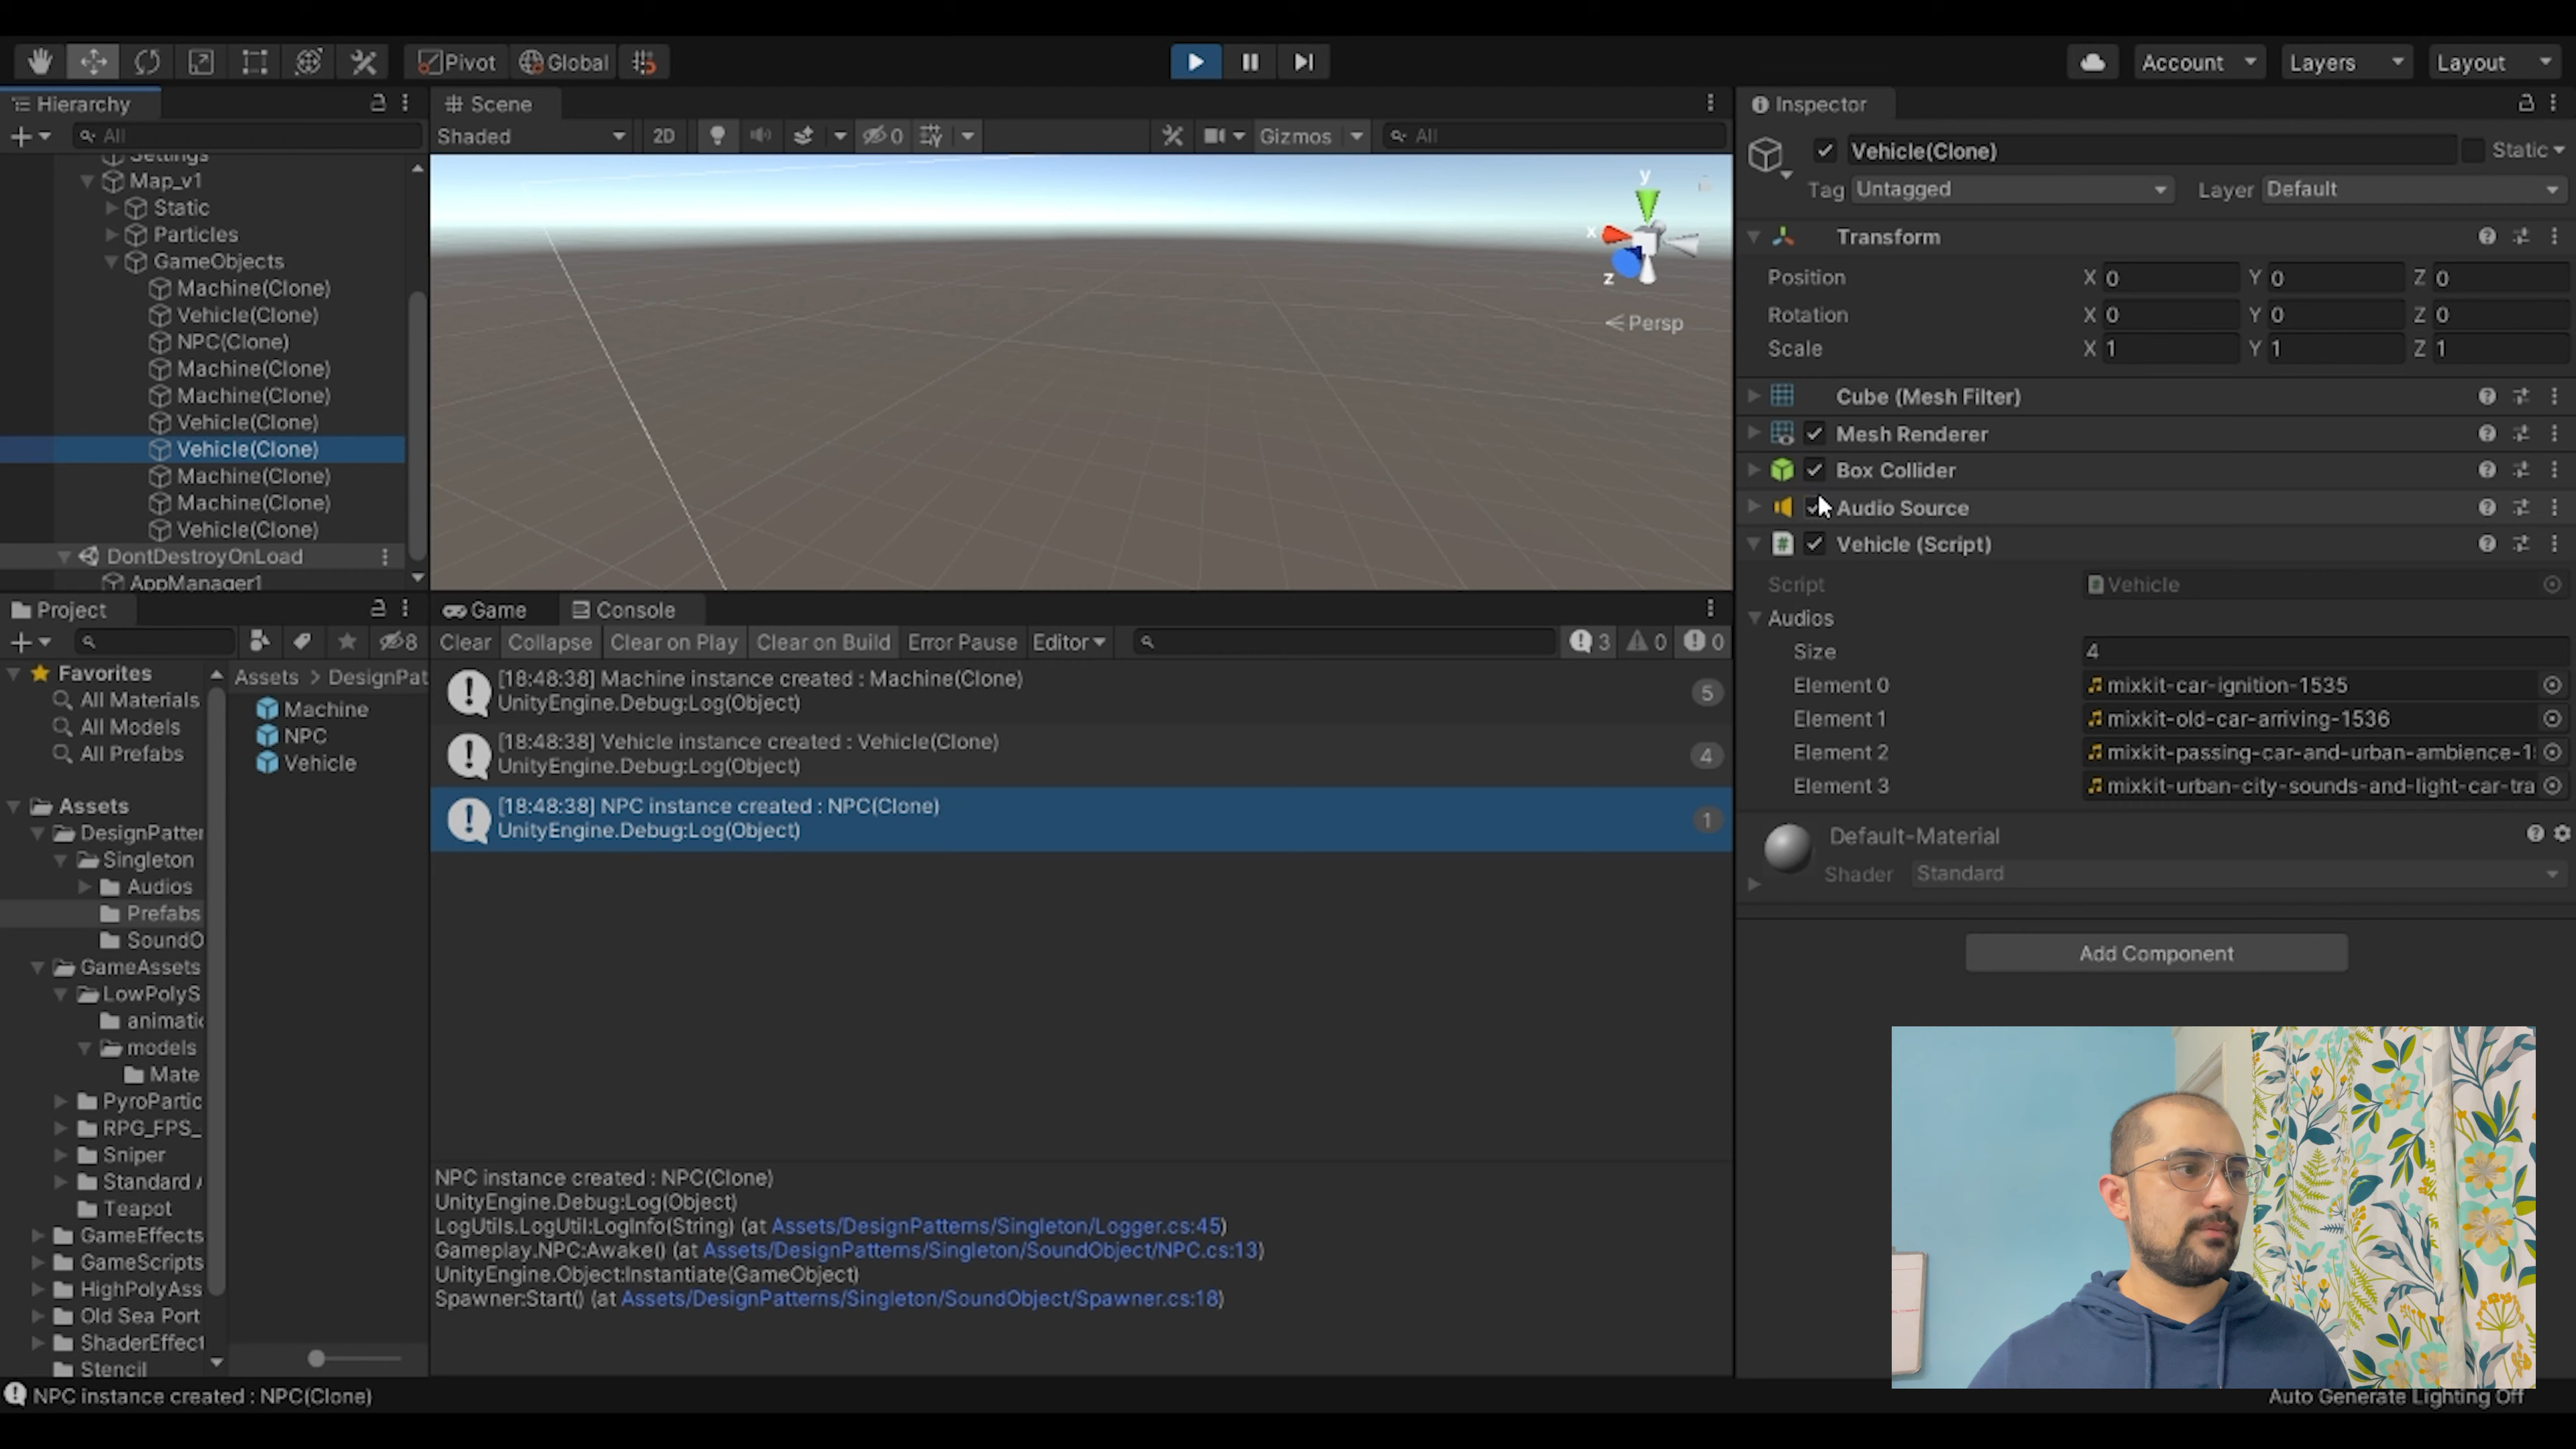 Pivot
Global
Account
Layers
Layout
Hierarchy
All
Settings
Map_v1
Static
Particles
GameObjects
Machine(Clone)
Vehicle(Clone)
NPC(Clone)
Machine(Clone)
Machine(Clone)
Vehicle(Clone)
Vehicle(Clone)
Machine(Clone)
Machine(Clone)
Vehicle(Clone)
DontDestroyOnLoad
AppManager1
Scene
Shaded
2D
0
Gizmos
All
y
x
z
Persp
Project
8
Favorites
All Materials
All Models
All Prefabs
Assets
DesignPatter
Singleton
Audios
Prefabs
SoundO
GameAssets
LowPolyS
animati
models
Mate
PyroPartic
RPG_FPS_
Sniper
Standard
Teapot
GameEffects
GameScripts
HighPolyAss
Old Sea Port
ShaderEffect
Stencil
Assets > DesignPat
Machine
NPC
Vehicle
Game
Console
Clear
Collapse
Clear on Play
Clear on Build
Error Pause
Editor
3
0
0
[18:48:38] Machine instance created : Machine(Clone)
UnityEngine.Debug:Log(Object)
5
[18:48:38] Vehicle instance created : Vehicle(Clone)
UnityEngine.Debug:Log(Object)
4
[18:48:38] NPC instance created : NPC(Clone)
UnityEngine.Debug:Log(Object)
1
NPC instance created : NPC(Clone)
UnityEngine.Debug:Log(Object)
LogUtils.LogUtil:LogInfo(String) (at Assets/DesignPatterns/Singleton/Logger.cs:45)
Gameplay.NPC:Awake() (at Assets/DesignPatterns/Singleton/SoundObject/NPC.cs:13)
UnityEngine.Object:Instantiate(GameObject)
Spawner:Start() (at Assets/DesignPatterns/Singleton/SoundObject/Spawner.cs:18)
Inspector
Vehicle(Clone)
Static
Tag Untagged
Layer Default
Transform
Position X 0 Y 0 Z 0
Rotation X 0 Y 0 Z 0
Scale X 1 Y 1 Z 1
Cube (Mesh Filter)
Mesh Renderer
Box Collider
Audio Source
# Vehicle (Script)
Script Vehicle
Audios
Size 4
Element 0 mixkit-car-ignition-1535
Element 1 mixkit-old-car-arriving-1536
Element 2 mixkit-passing-car-and-urban-ambience-1
Element 3 mixkit-urban-city-sounds-and-light-car-tra
Default-Material
Shader Standard
Add Component
NPC instance created : NPC(Clone)
Auto Generate Lighting Off